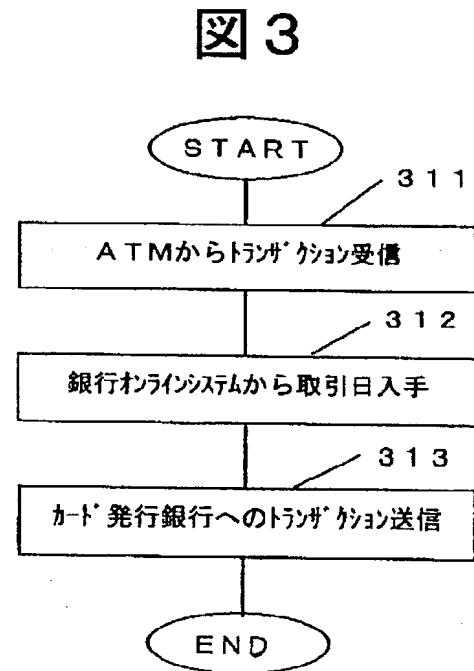 図3
START
311
ATMからトランザクション受信
312
銀行オンラインシステムから取引日入手
313
カード発行銀行へのトランザクション送信
END